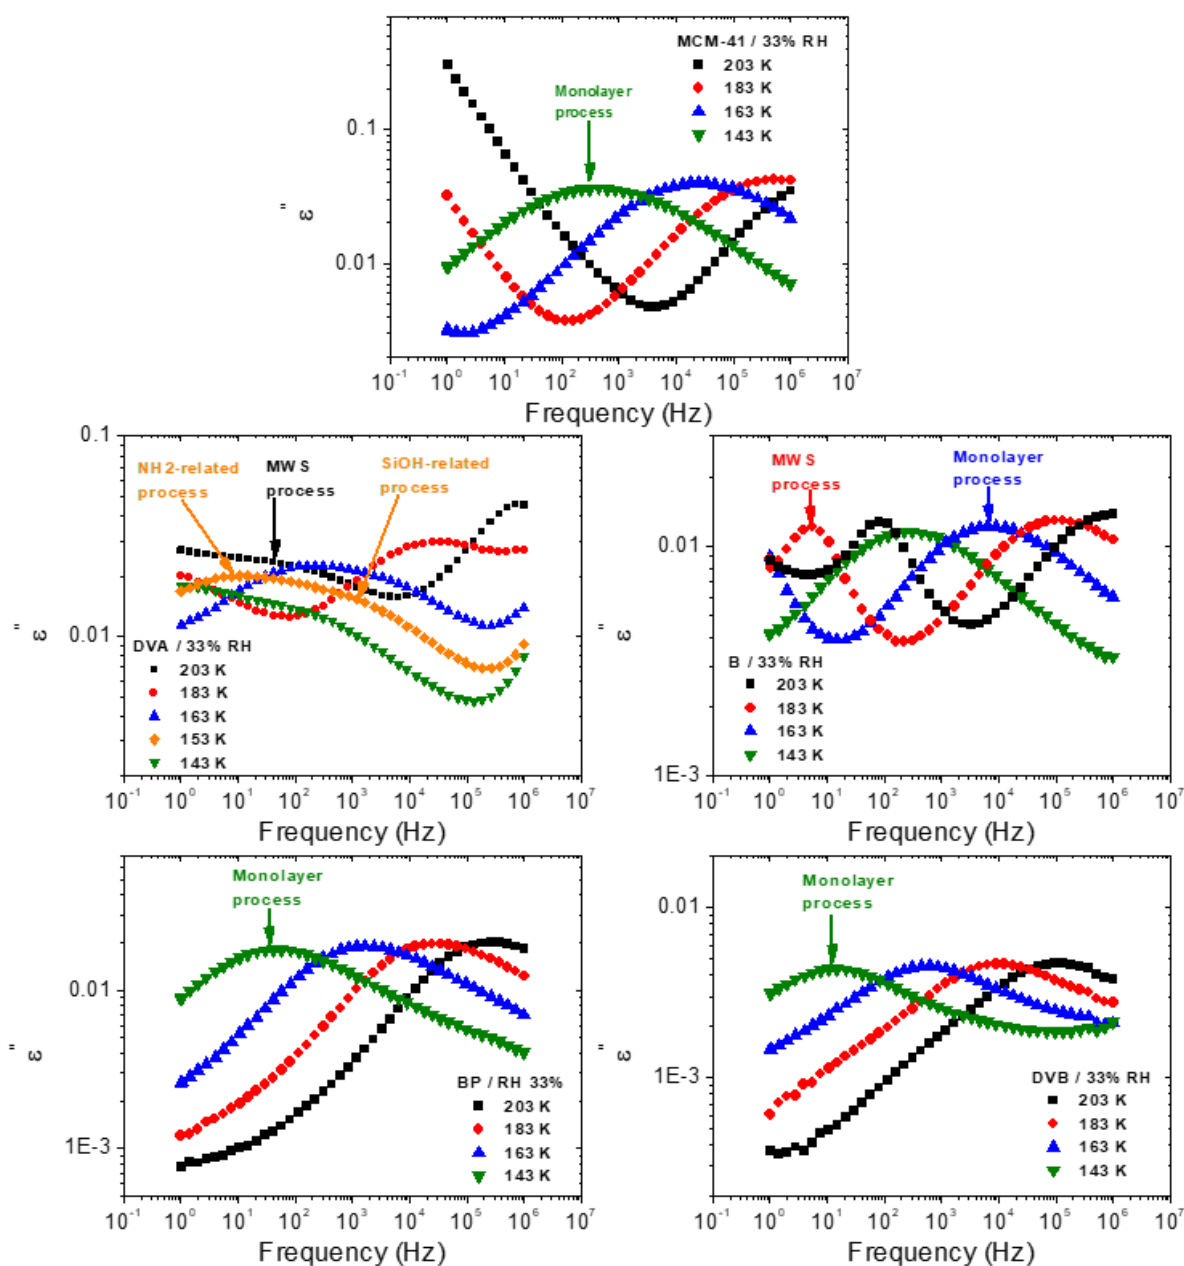 MCM-41 / 33% RH
203 K
183 K
163 K
143 K
Monolayer
process
0.1
0.01
ε"
10⁻¹ 10⁰ 10¹ 10² 10³ 10⁴ 10⁵ 10⁶ 10⁷
Frequency (Hz)
0.1
0.01
ε"
NH2-related
process
MWS
process
SiOH-related
process
DVA / 33% RH
203 K
183 K
163 K
153 K
143 K
10⁻¹ 10⁰ 10¹ 10² 10³ 10⁴ 10⁵ 10⁶ 10⁷
Frequency (Hz)
0.01
1E-3
ε"
MWS
process
Monolayer
process
B / 33% RH
203 K
183 K
163 K
143 K
10⁻¹ 10⁰ 10¹ 10² 10³ 10⁴ 10⁵ 10⁶ 10⁷
Frequency (Hz)
0.01
1E-3
ε"
Monolayer
process
BP / RH 33%
203 K
183 K
163 K
143 K
10⁻¹ 10⁰ 10¹ 10² 10³ 10⁴ 10⁵ 10⁶ 10⁷
Frequency (Hz)
0.01
1E-3
ε"
Monolayer
process
DVB / 33% RH
203 K
183 K
163 K
143 K
10⁻¹ 10⁰ 10¹ 10² 10³ 10⁴ 10⁵ 10⁶ 10⁷
Frequency (Hz)